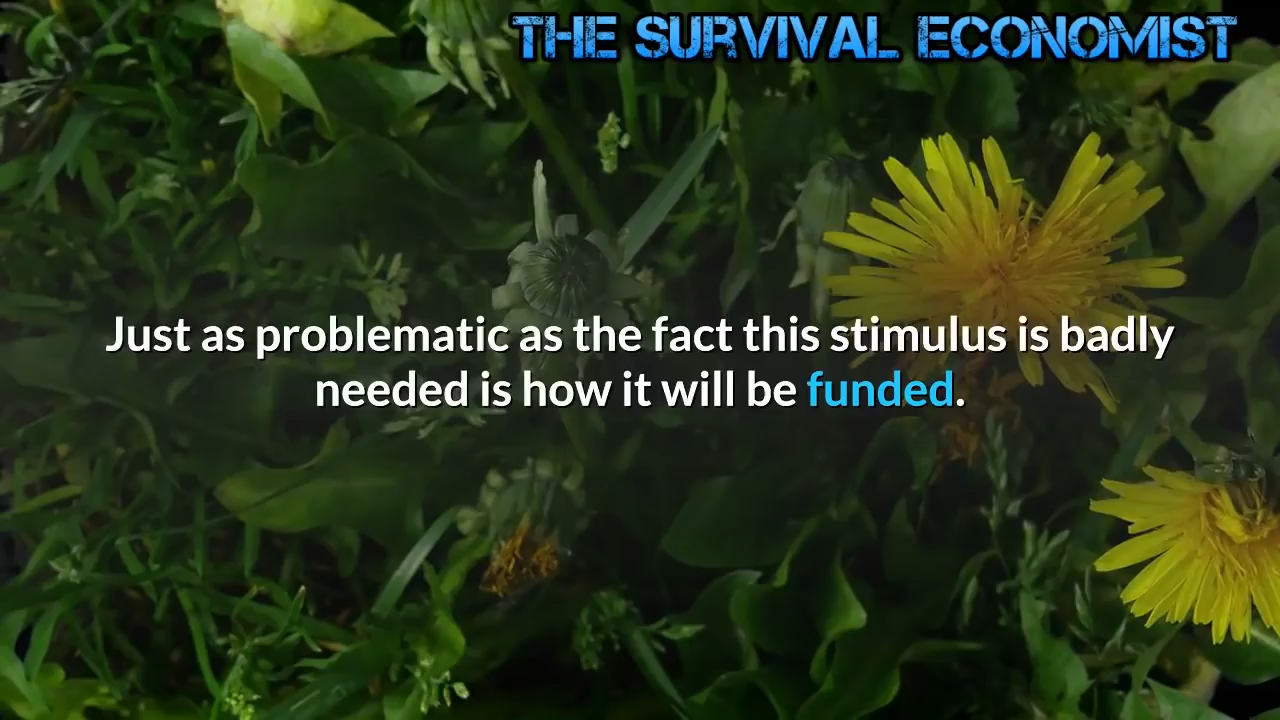 THE SURVIVAL ECONOMIST
Just as problematic as the fact this stimulus is badly
needed is how it will be funded.